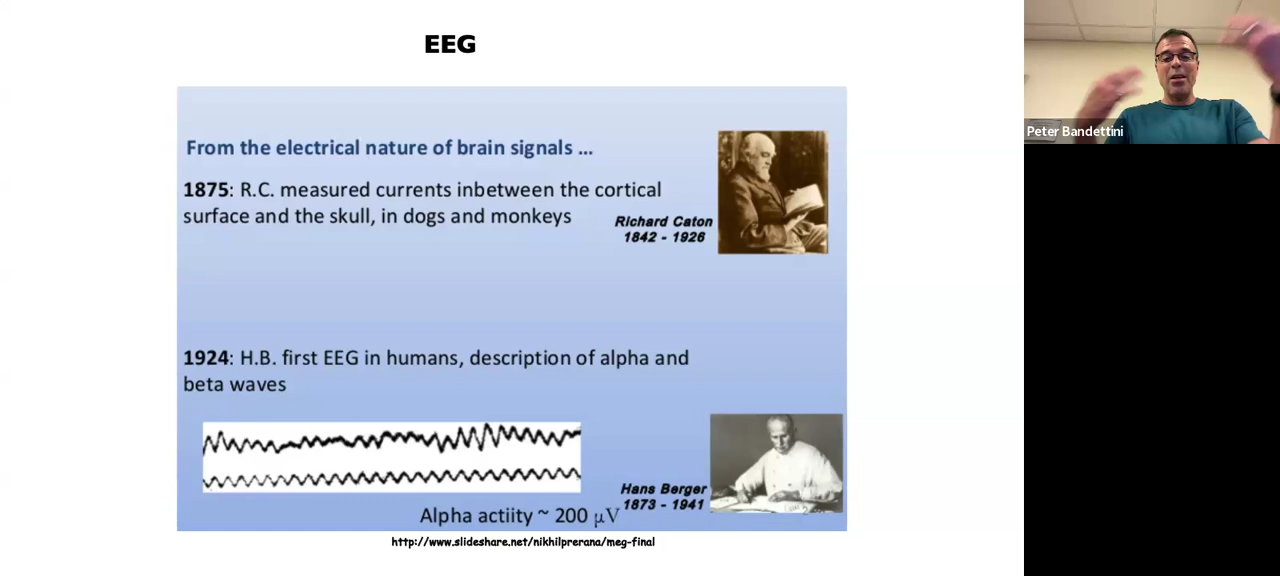 EEG
Peter Bandettini
From the electrical nature of brain signals ...
1875: R.C. measured currents inbetween the cortical
surface and the skull, in dogs and monkeys
Richard Caton
1842 - 1926
1924: H.B. first EEG in humans, description of alpha and
beta waves
Hans Berger
1873 - 1941
Alpha actiity ~ 200 μV
http://www.slideshare.net/nikhilprerana/meg-final